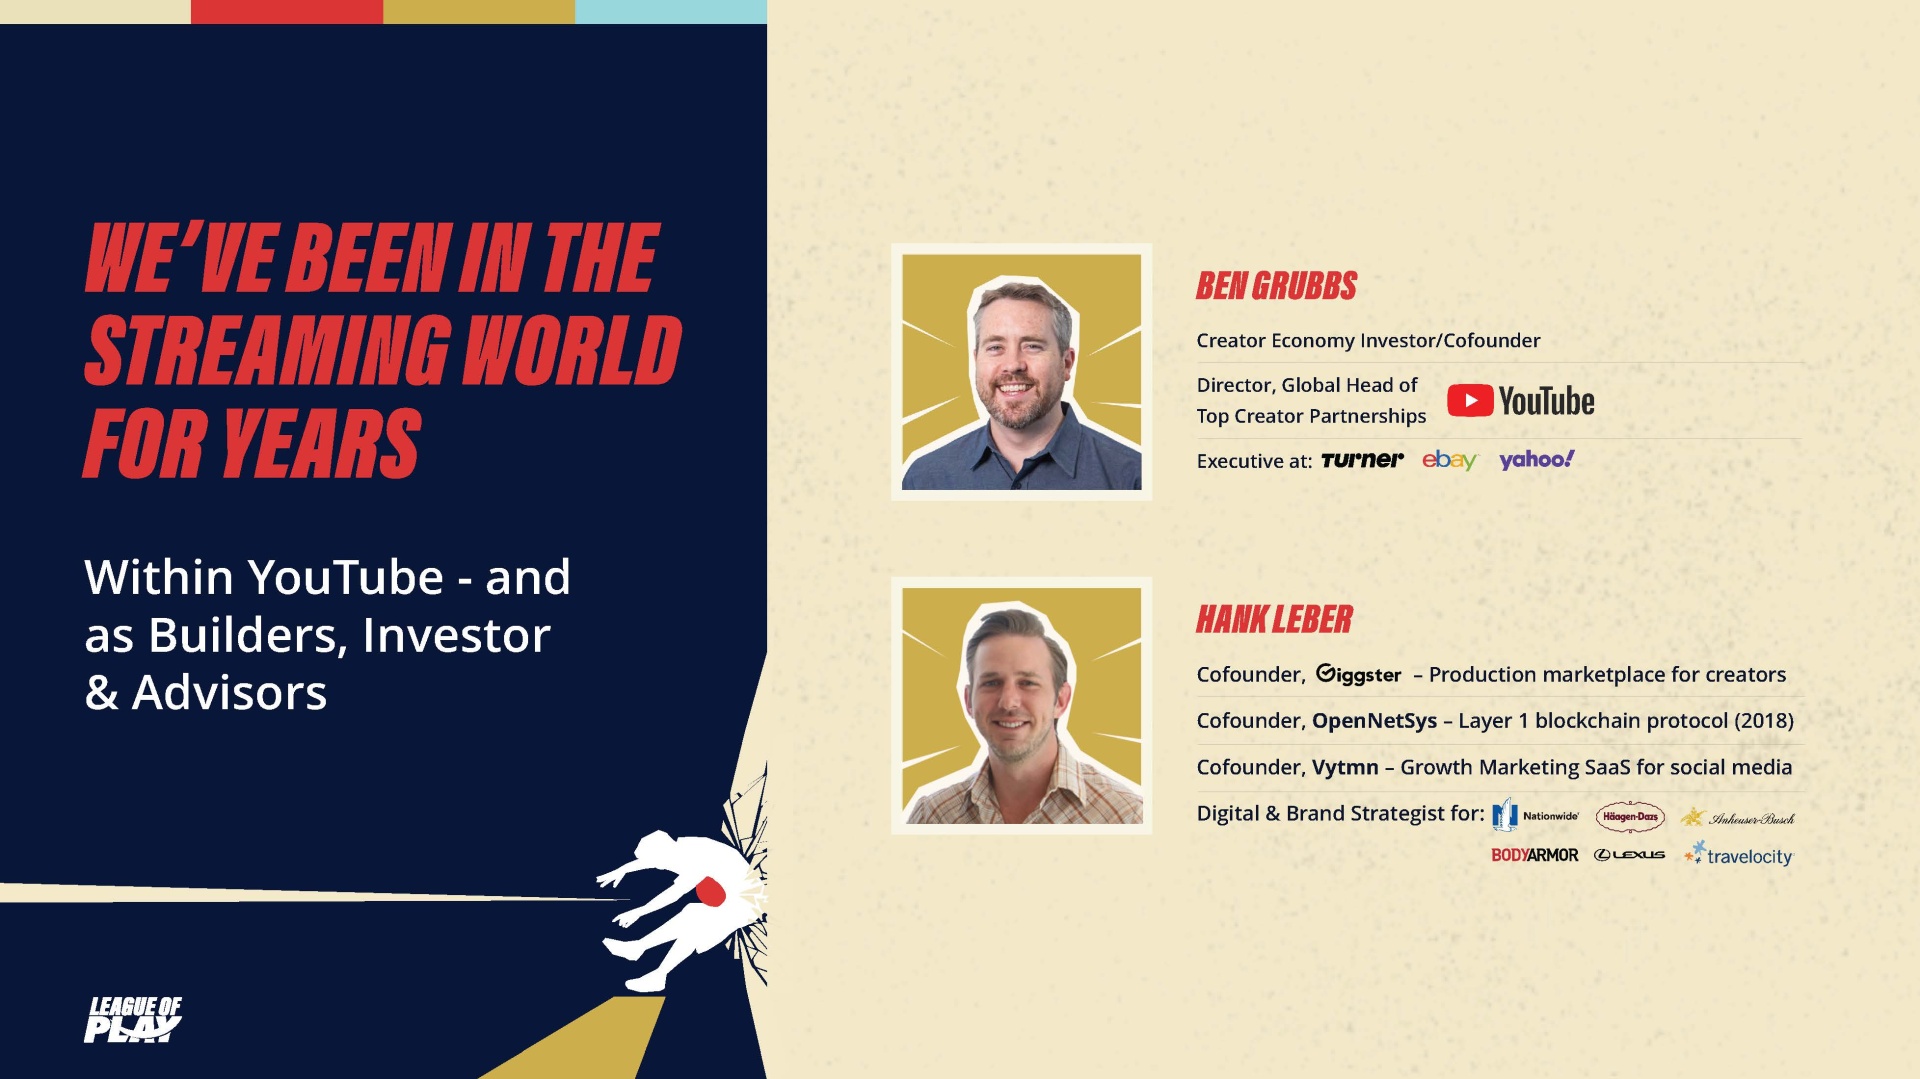 WE'VE BEEN IN THE
STREAMING WORLD
FOR YEARS
Within YouTube - and
as Builders, Investor
& Advisors
LEAGUE OF
PLAY
BEN GRUBBS
Creator Economy Investor/Cofounder
Director, Global Head of
Top Creator Partnerships
YouTube
Executive at: Turner ebay yahoo!
HANK LEBER
Cofounder, Giggster – Production marketplace for creators
Cofounder, OpenNetSys – Layer 1 blockchain protocol (2018)
Cofounder, Vytmn – Growth Marketing SaaS for social media
Digital & Brand Strategist for: Nationwide® Häagen-Dazs Anheuser-Busch
BODYARMOR LEXUS travelocity